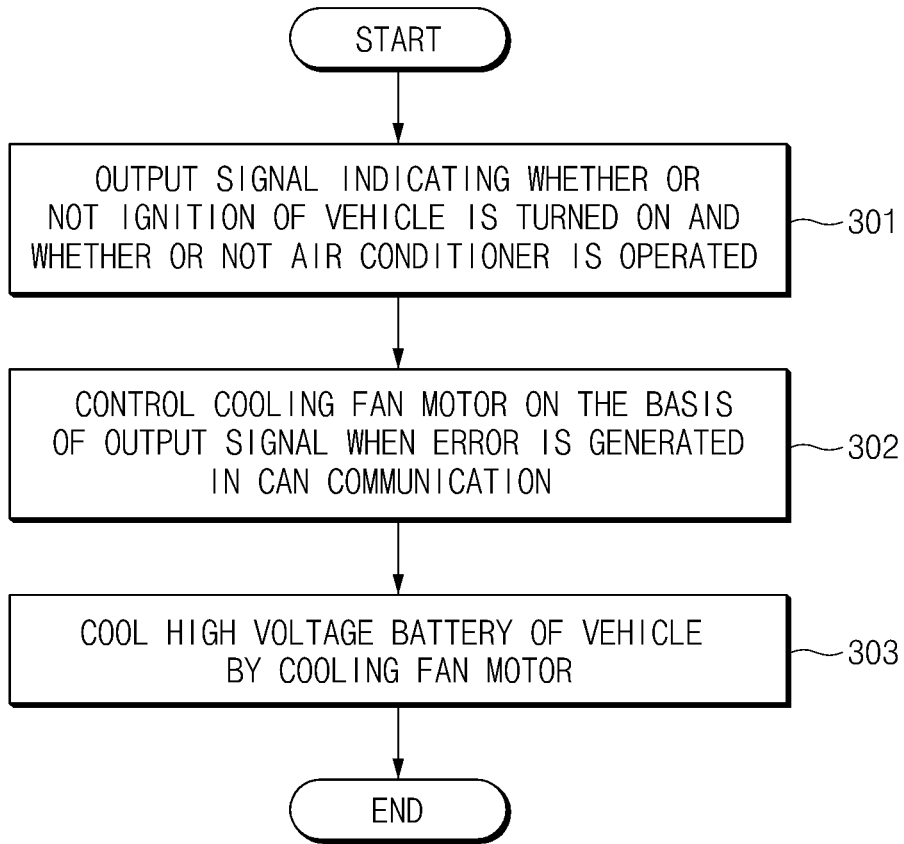 START
OUTPUT SIGNAL INDICATING WHETHER OR
NOT IGNITION OF VEHICLE IS TURNED ON AND
WHETHER OR NOT AIR CONDITIONER IS OPERATED
301
CONTROL COOLING FAN MOTOR ON THE BASIS
OF OUTPUT SIGNAL WHEN ERROR IS GENERATED
IN CAN COMMUNICATION
302
COOL HIGH VOLTAGE BATTERY OF VEHICLE
BY COOLING FAN MOTOR
303
END